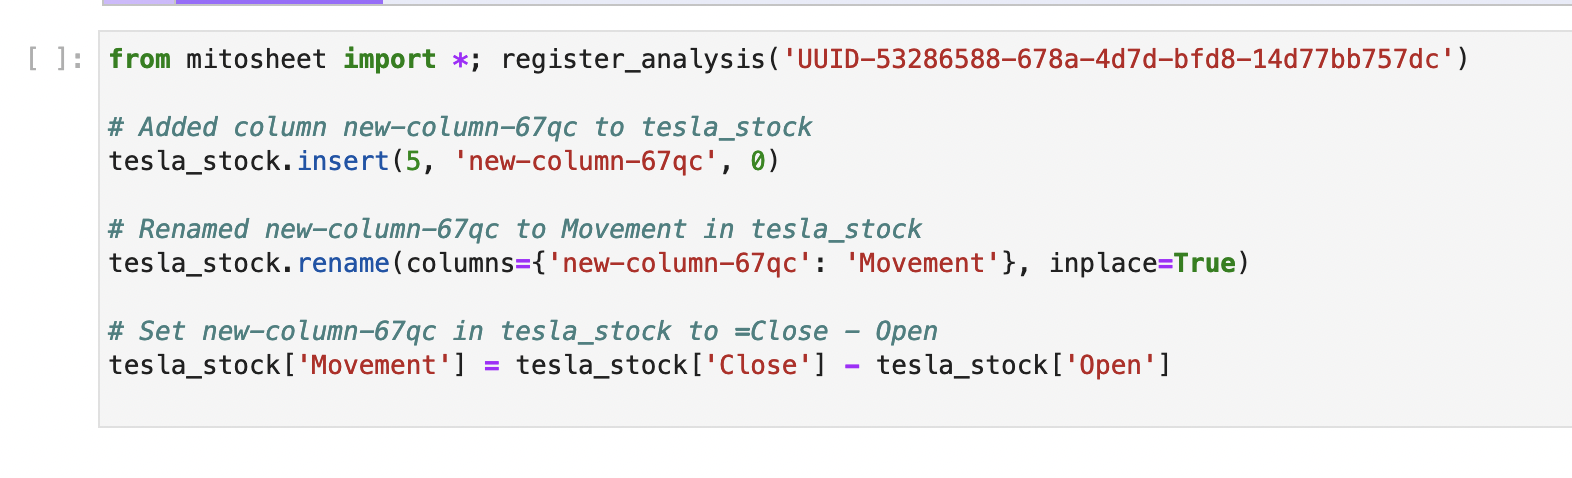 [ ]: from mitosheet import *; register_analysis('UUID-53286588-678a-4d7d-bfd8-14d77bb757dc')
# Added column new-column-67qc to tesla_stock
tesla_stock.insert(5, 'new-column-67qc', 0)
# Renamed new-column-67qc to Movement in tesla_stock
tesla_stock.rename(columns={'new-column-67qc': 'Movement'}, inplace=True)
# Set new-column-67qc in tesla_stock to =Close - Open
tesla_stock['Movement'] = tesla_stock['Close'] - tesla_stock['Open']